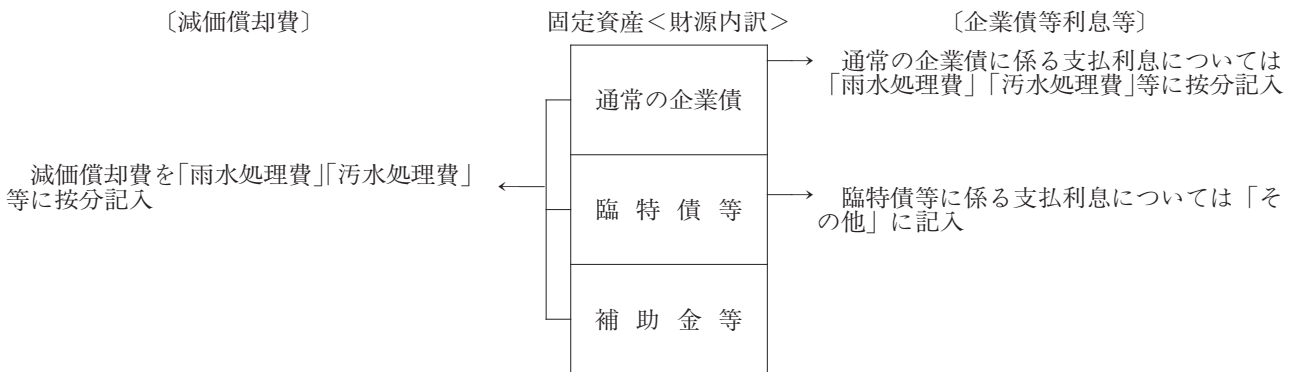 〔減価償却費〕
固定資産＜財源内訳＞
〔企業債等利息等〕
通常の企業債
通常の企業債に係る支払利息については
「雨水処理費」「汚水処理費」等に按分記入
減価償却費を「雨水処理費」「汚水処理費」
等に按分記入
臨特債等
臨特債等に係る支払利息については「そ
の他」に記入
補助金等